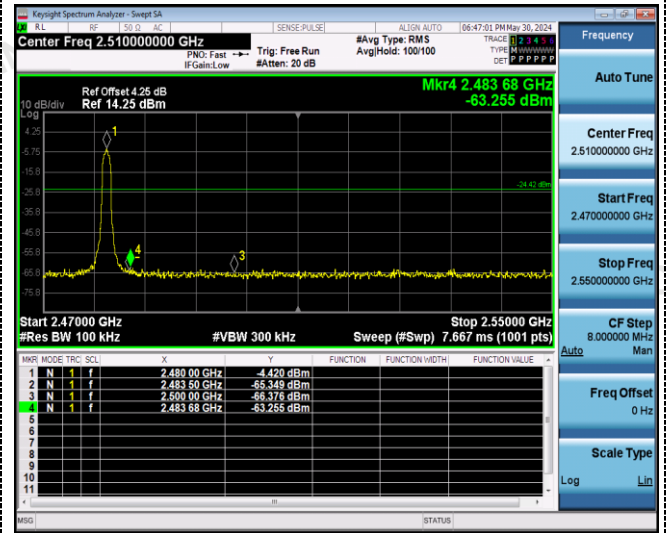 Keysight Spectrum Analyzer - Swept SA
RL RF 50 Ω AC SENSE:PULSE ALIGN AUTO 06:47:01 PM May 30, 2024
Center Freq 2.510000000 GHz
PNO: Fast
IFGain:Low
Trig: Free Run
#Atten: 20 dB
#Avg Type: RMS
Avg|Hold: 100/100
TRACE 1 2 3 4 5 6
TYPE M WWWWW
DET P P P P P P
Ref Offset 4.25 dB
10 dB/div Ref 14.25 dBm
Log
Mkr4 2.483 68 GHz
-63.255 dBm
4.25
-5.75
-15.8
-25.8
-35.8
-45.8
-55.8
-65.8
-75.8
1
4
3
-24.42 dBm
Start 2.47000 GHz Stop 2.55000 GHz
#Res BW 100 kHz #VBW 300 kHz Sweep (#Swp) 7.667 ms (1001 pts)
MKR MODE TRC SCL X Y FUNCTION FUNCTION WIDTH FUNCTION VALUE
1 N 1 f 2.480 00 GHz -4.420 dBm
2 N 1 f 2.483 50 GHz -65.349 dBm
3 N 1 f 2.500 00 GHz -66.376 dBm
4 N 1 f 2.483 68 GHz -63.255 dBm
5
6
7
8
9
10
11
MSG STATUS
Frequency
Auto Tune
Center Freq
2.510000000 GHz
Start Freq
2.470000000 GHz
Stop Freq
2.550000000 GHz
CF Step
8.000000 MHz
Auto Man
Freq Offset
0 Hz
Scale Type
Log Lin